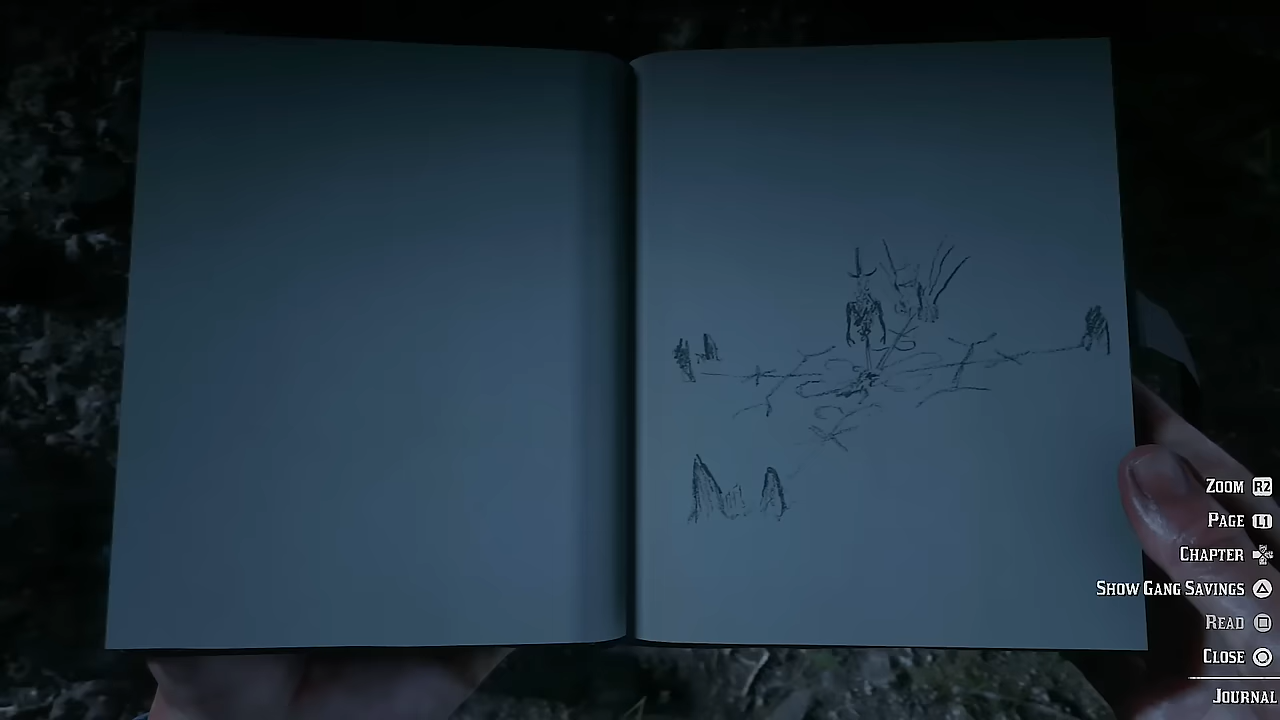 ZOOM R2
PAGE L1
CHAPTER
SHOW GANG SAVINGS
READ
CLOSE
JOURNAL